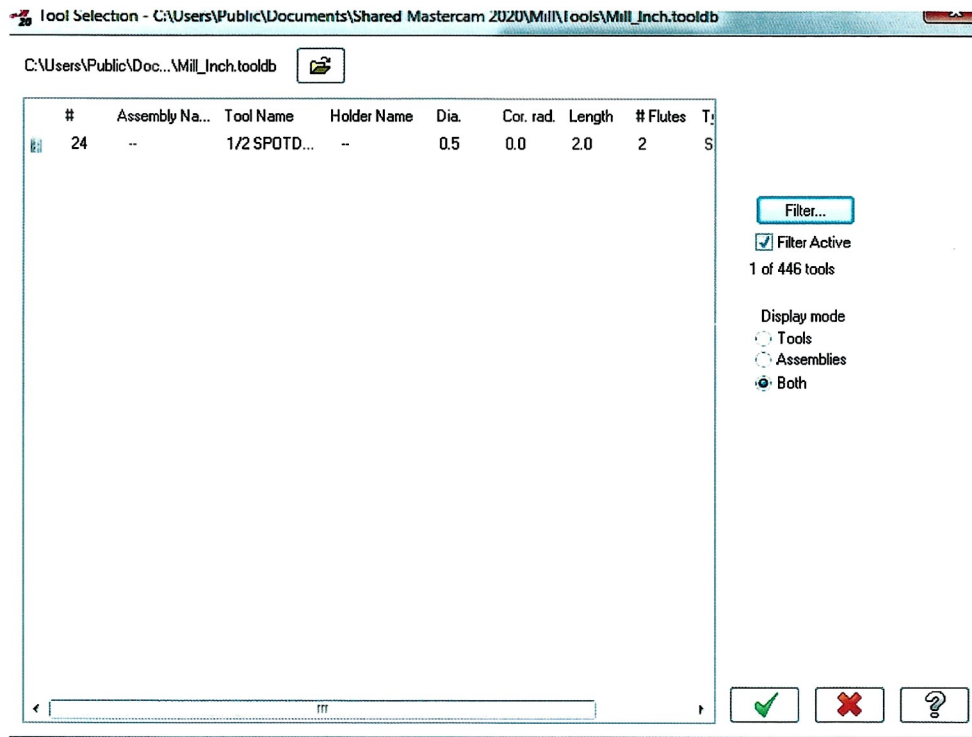 Tool Selection - C:\Users\Public\Documents\Shared Mastercam 2020\Mill\Tools\Mill_Inch.tooldb
C:\Users\Public\Doc...\Mill_Inch.tooldb
# Assembly Na... Tool Name Holder Name Dia. Cor. rad. Length # Flutes Ty
24 -- 1/2 SPOTD... -- 0.5 0.0 2.0 2 S
Filter...
Filter Active
1 of 446 tools
Display mode
Tools
Assemblies
Both